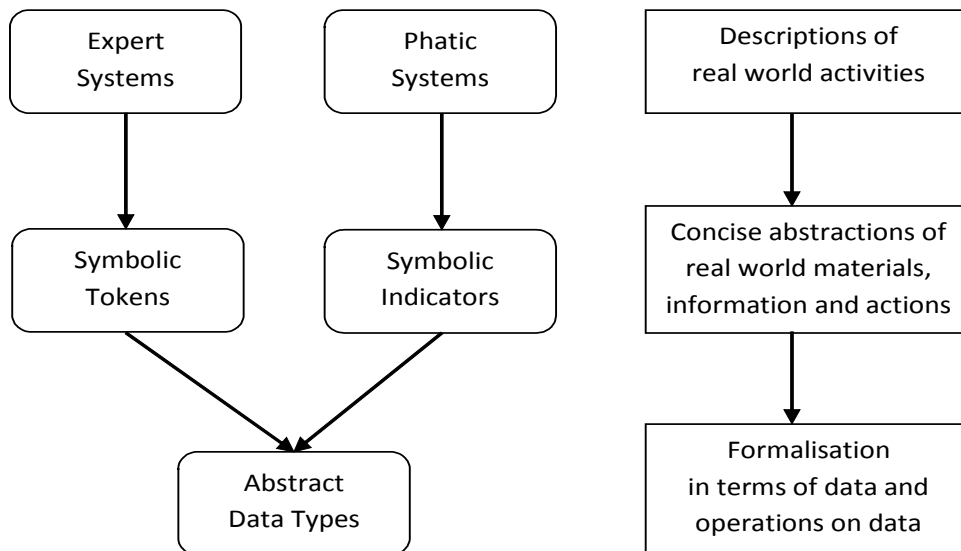 Expert
Systems
Phatic
Systems
Descriptions of
real world activities
Symbolic
Tokens
Symbolic
Indicators
Concise abstractions of
real world materials,
information and actions
Abstract
Data Types
Formalisation
in terms of data and
operations on data